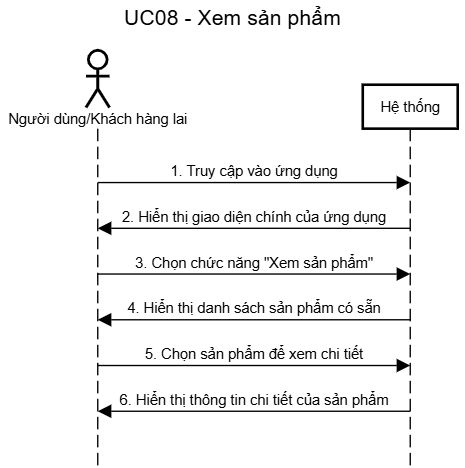 UC08 - Xem sản phẩm
Người dùng/Khách hàng lai
Hệ thống
1. Truy cập vào ứng dụng
2. Hiển thị giao diện chính của ứng dụng
3. Chọn chức năng "Xem sản phẩm"
4. Hiển thị danh sách sản phẩm có sẵn
5. Chọn sản phẩm để xem chi tiết
6. Hiển thị thông tin chi tiết của sản phẩm